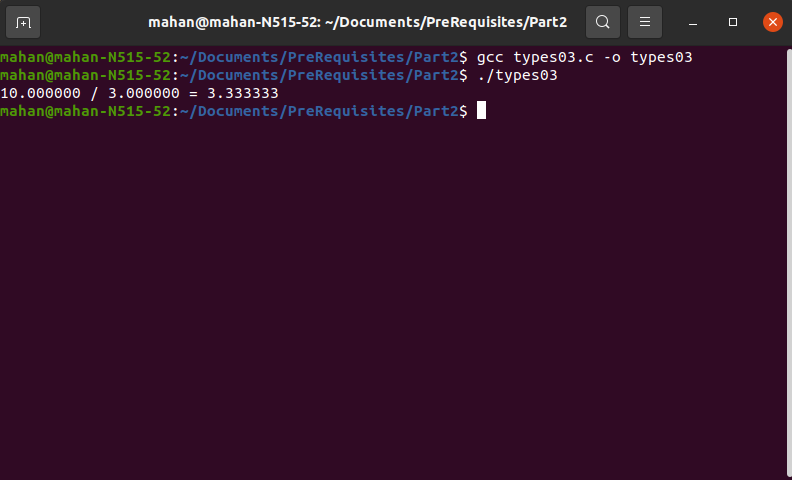 mahan@mahan-N515-52: ~/Documents/PreRequisites/Part2
mahan@mahan-N515-52:~/Documents/PreRequisites/Part2$ gcc types03.c -o types03
mahan@mahan-N515-52:~/Documents/PreRequisites/Part2$ ./types03
10.000000 / 3.000000 = 3.333333
mahan@mahan-N515-52:~/Documents/PreRequisites/Part2$